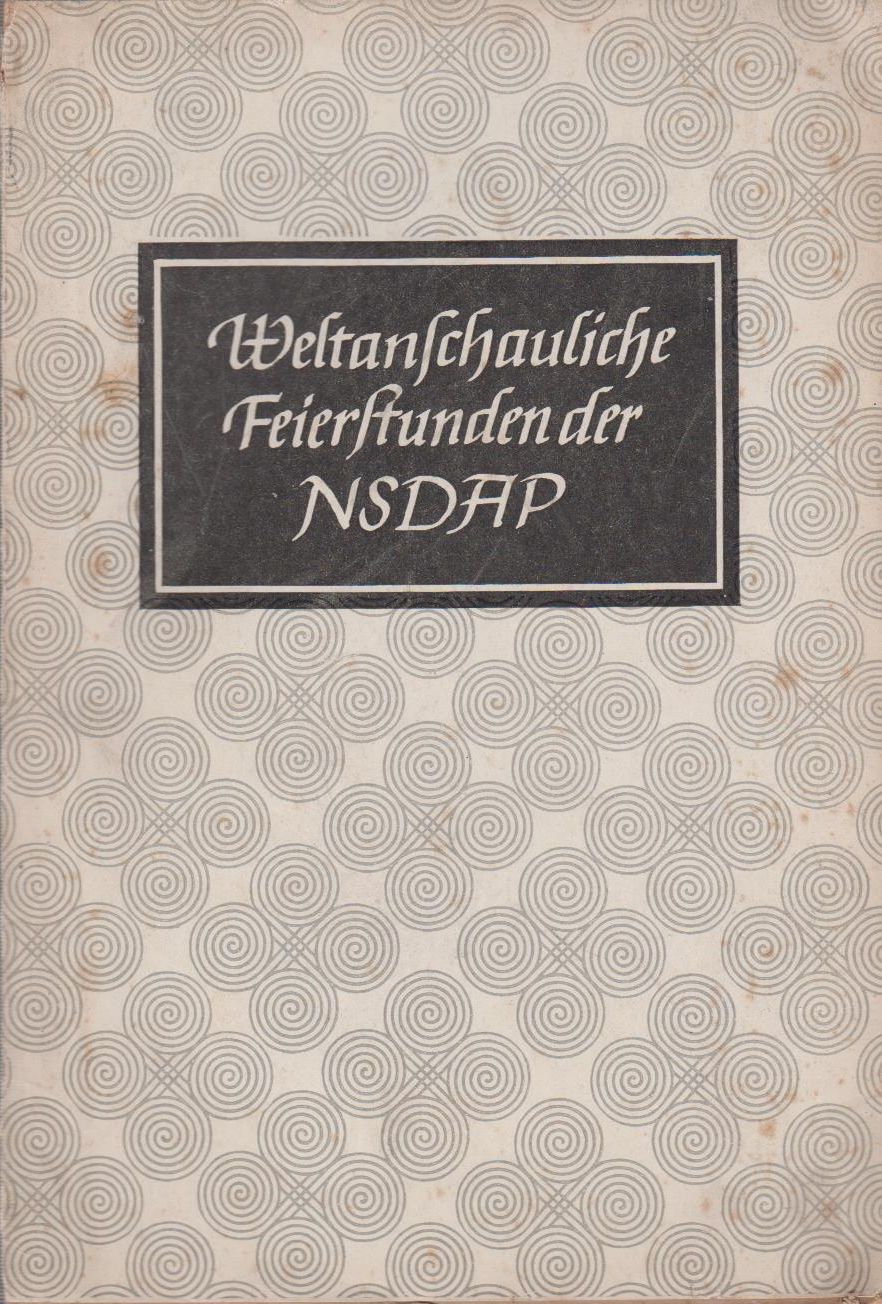 Weltanſchauliche
Feierſtunden der
NSDAP